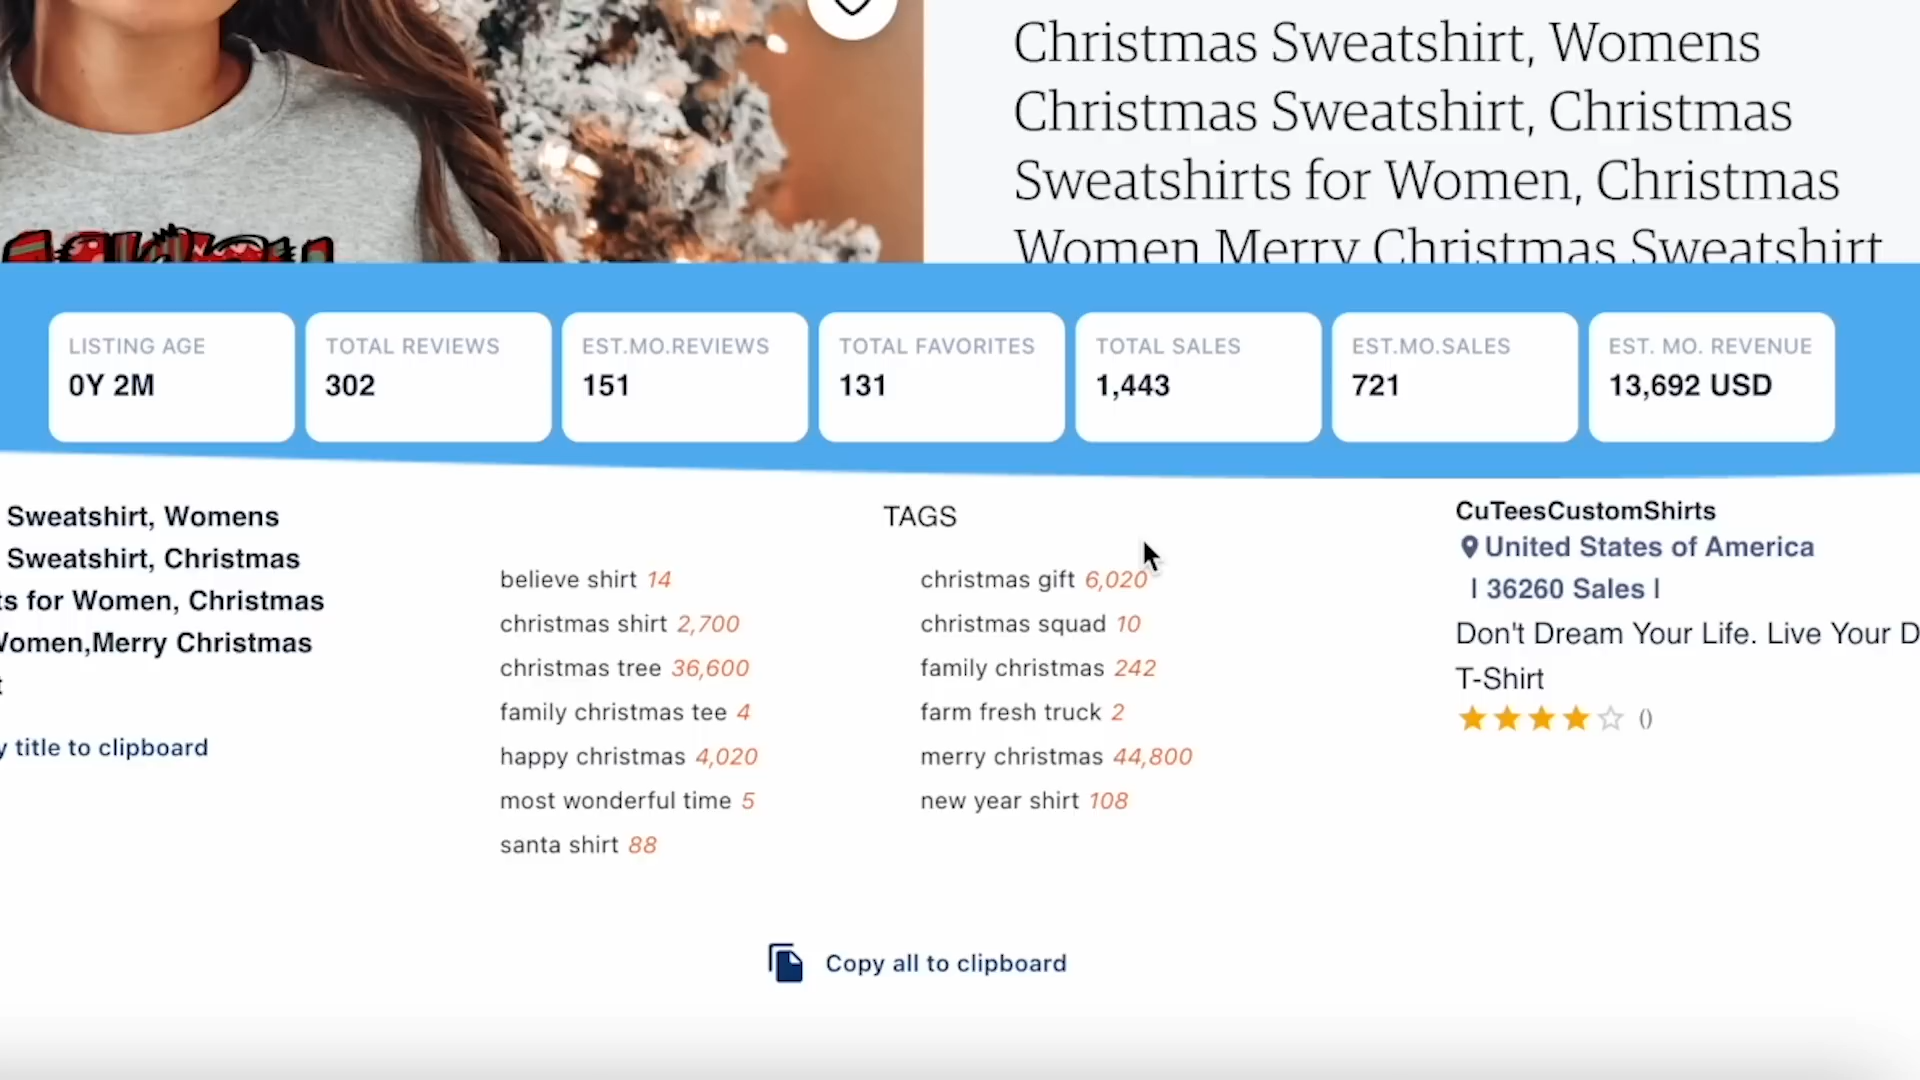 Christmas Sweatshirt, Womens
Christmas Sweatshirt, Christmas
Sweatshirts for Women, Christmas
Women Merry Christmas Sweatshirt
LISTING AGE
0Y 2M
TOTAL REVIEWS
302
EST.MO.REVIEWS
151
TOTAL FAVORITES
131
TOTAL SALES
1,443
EST.MO.SALES
721
EST. MO. REVENUE
13,692 USD
Sweatshirt, Womens
Sweatshirt, Christmas
ts for Women, Christmas
Women,Merry Christmas
t
y title to clipboard
TAGS
believe shirt 14
christmas shirt 2,700
christmas tree 36,600
family christmas tee 4
happy christmas 4,020
most wonderful time 5
santa shirt 88
christmas gift 6,020
christmas squad 10
family christmas 242
farm fresh truck 2
merry christmas 44,800
new year shirt 108
Copy all to clipboard
CuTeesCustomShirts
United States of America
| 36260 Sales |
Don't Dream Your Life. Live Your D
T-Shirt
()